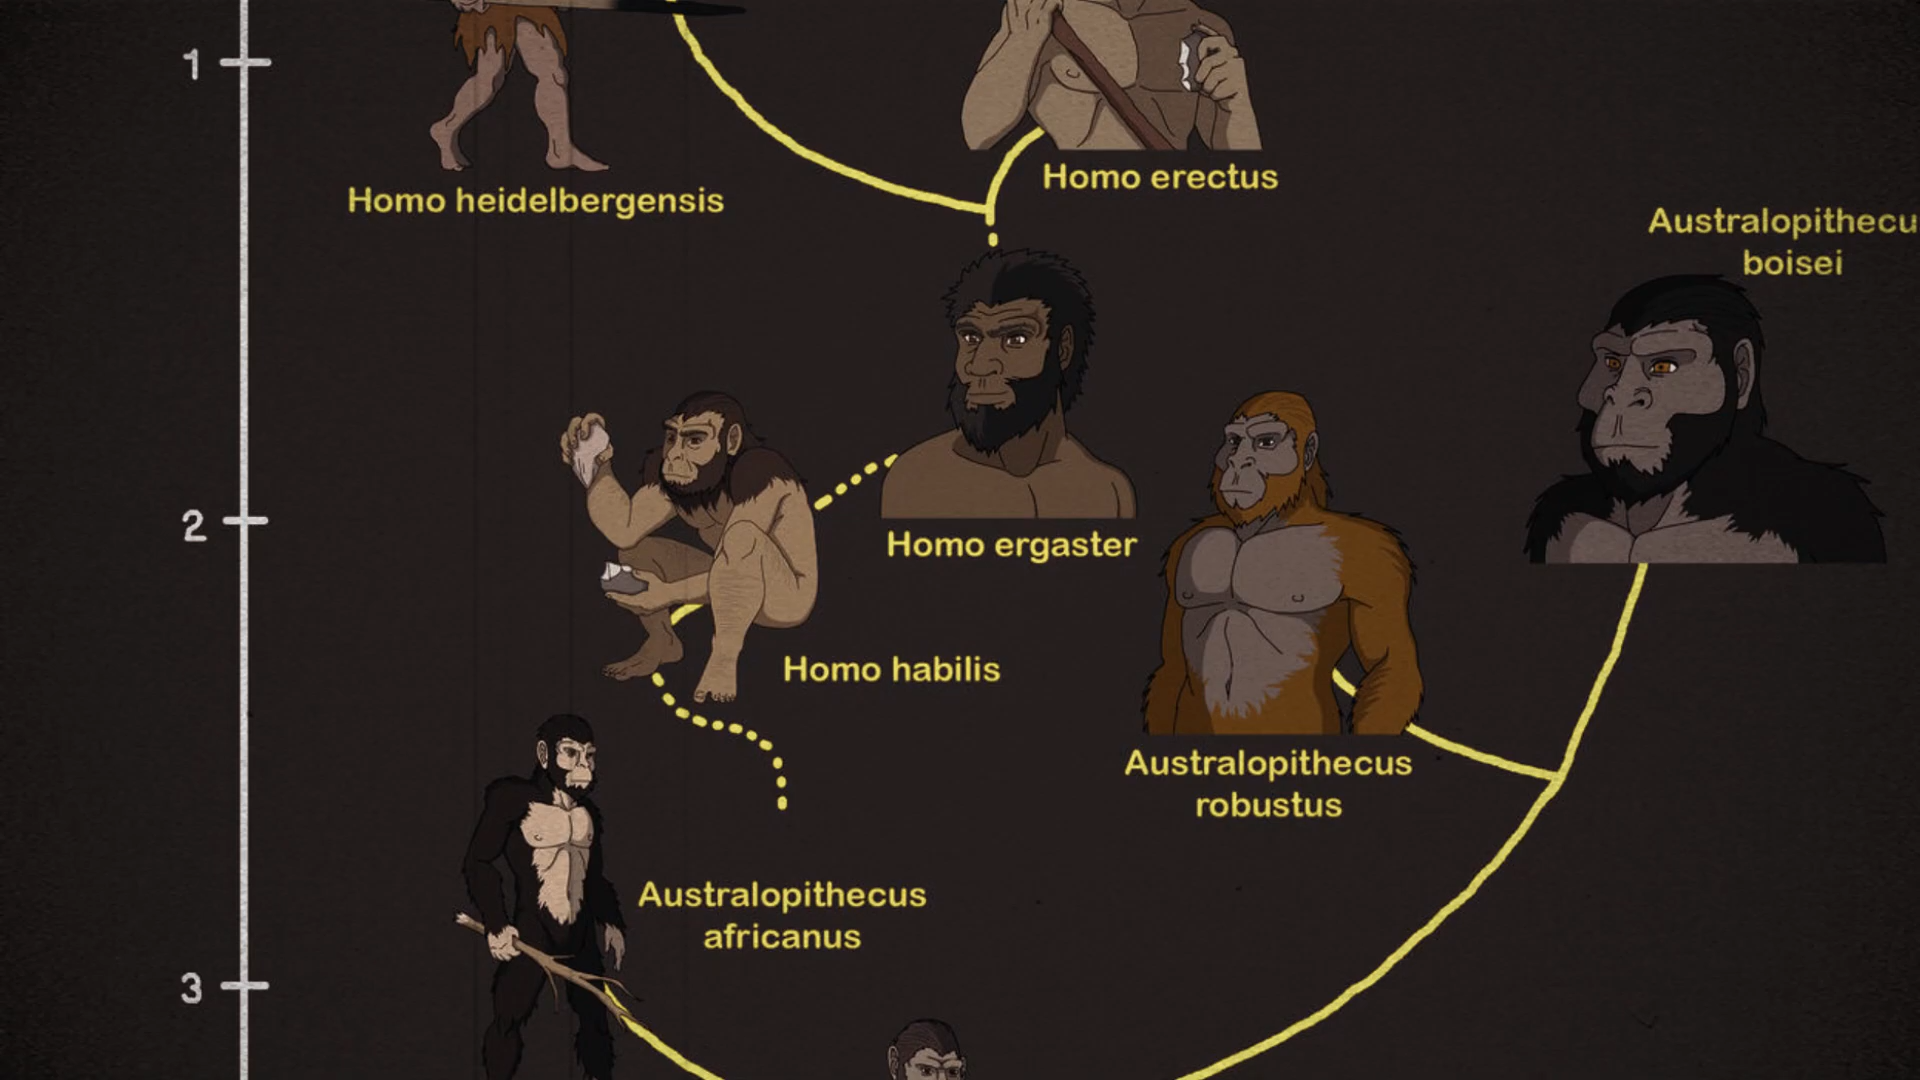 1
Homo erectus
Homo heidelbergensis
Australopithecu
boisei
2
Homo ergaster
Homo habilis
Australopithecus
robustus
Australopithecus
africanus
3